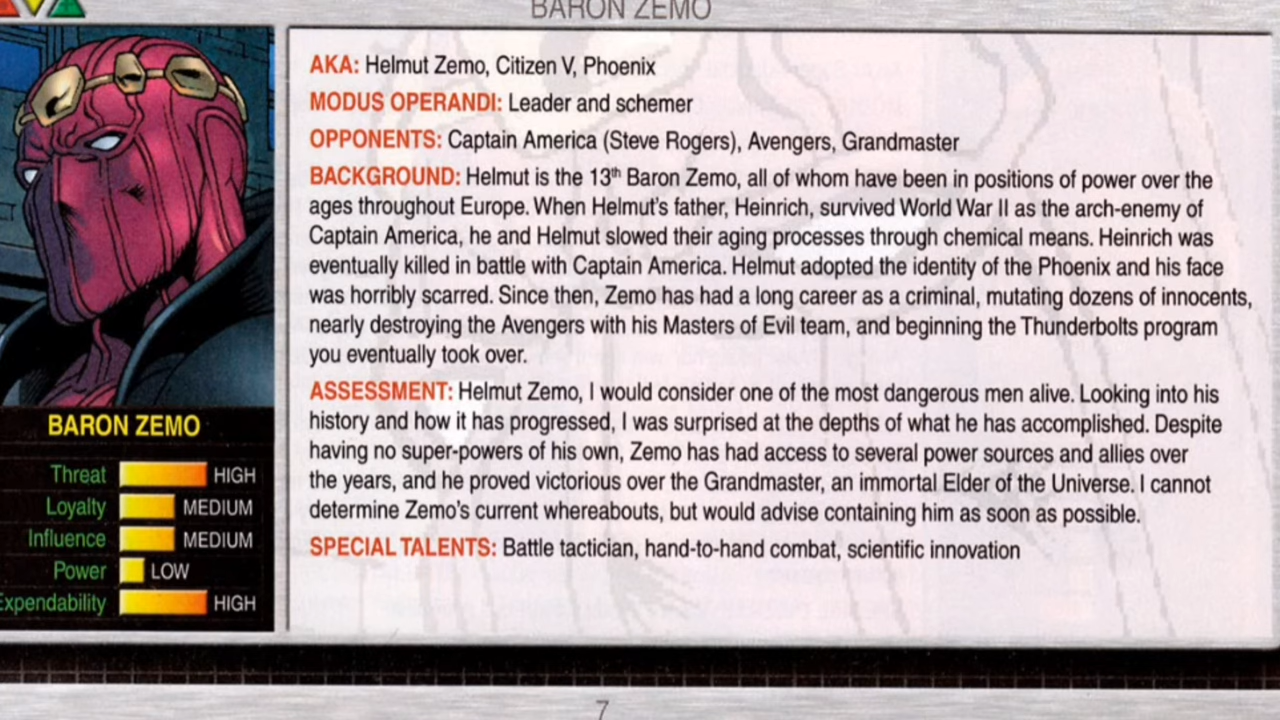 BARON ZEMO
AKA: Helmut Zemo, Citizen V, Phoenix
MODUS OPERANDI: Leader and schemer
OPPONENTS: Captain America (Steve Rogers), Avengers, Grandmaster
BACKGROUND: Helmut is the 13th Baron Zemo, all of whom have been in positions of power over the
ages throughout Europe. When Helmut's father, Heinrich, survived World War II as the arch-enemy of
Captain America, he and Helmut slowed their aging processes through chemical means. Heinrich was
eventually killed in battle with Captain America. Helmut adopted the identity of the Phoenix and his face
was horribly scarred. Since then, Zemo has had a long career as a criminal, mutating dozens of innocents,
nearly destroying the Avengers with his Masters of Evil team, and beginning the Thunderbolts program
you eventually took over.
ASSESSMENT: Helmut Zemo, I would consider one of the most dangerous men alive. Looking into his
history and how it has progressed, I was surprised at the depths of what he has accomplished. Despite
having no super-powers of his own, Zemo has had access to several power sources and allies over
the years, and he proved victorious over the Grandmaster, an immortal Elder of the Universe. I cannot
determine Zemo's current whereabouts, but would advise containing him as soon as possible.
SPECIAL TALENTS: Battle tactician, hand-to-hand combat, scientific innovation
BARON ZEMO
Threat HIGH
Loyalty MEDIUM
Influence MEDIUM
Power LOW
Expendability HIGH
7